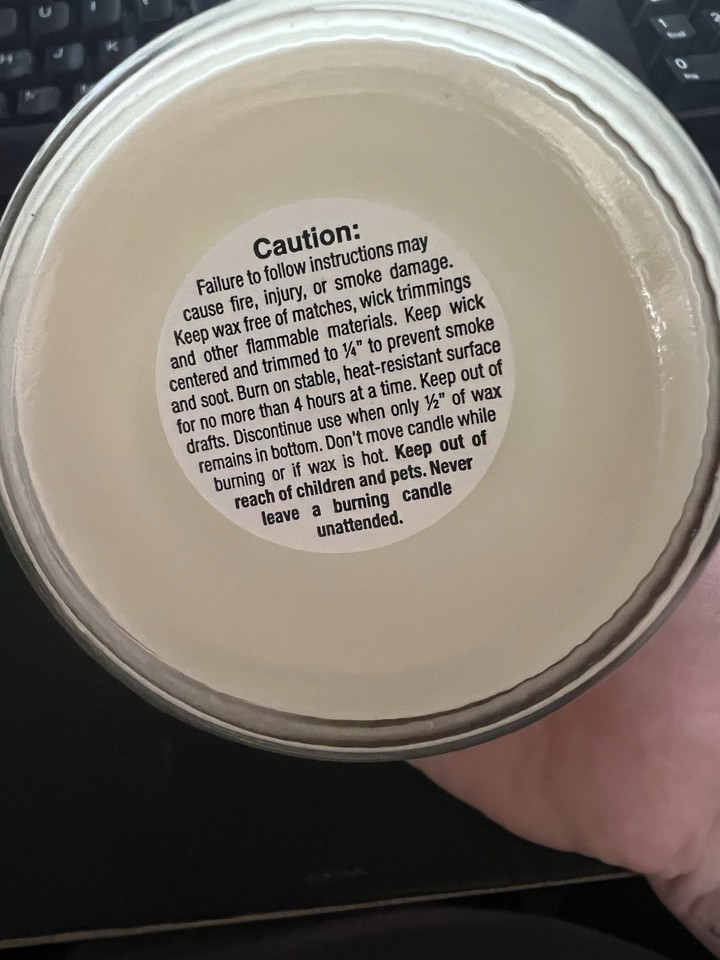 U I
J K
N M
1
0
Caution:
Failure to follow instructions may
cause fire, injury, or smoke damage.
Keep wax free of matches, wick trimmings
and other flammable materials. Keep wick
centered and trimmed to ¼" to prevent smoke
and soot. Burn on stable, heat-resistant surface
for no more than 4 hours at a time. Keep out of
drafts. Discontinue use when only ½" of wax
remains in bottom. Don't move candle while
burning or if wax is hot. Keep out of
reach of children and pets. Never
leave a burning candle
unattended.